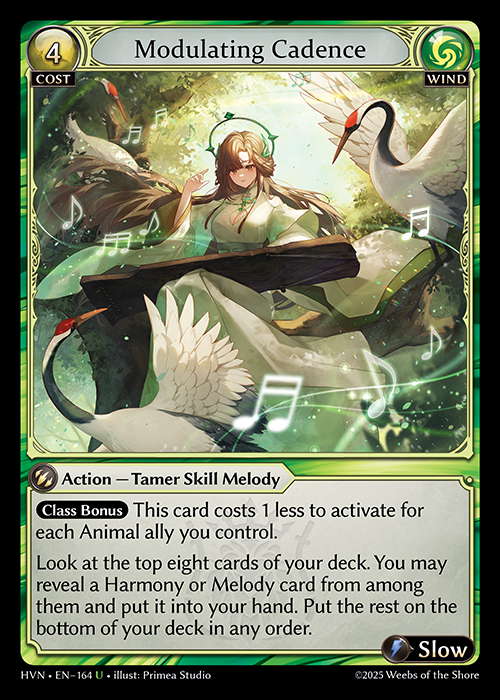 4
COST
Modulating Cadence
WIND
Action — Tamer Skill Melody
Class Bonus This card costs 1 less to activate for
each Animal ally you control.
Look at the top eight cards of your deck. You may
reveal a Harmony or Melody card from among
them and put it into your hand. Put the rest on the
bottom of your deck in any order.
Slow
HVN • EN–164 U • illust: Primea Studio
©2025 Weebs of the Shore